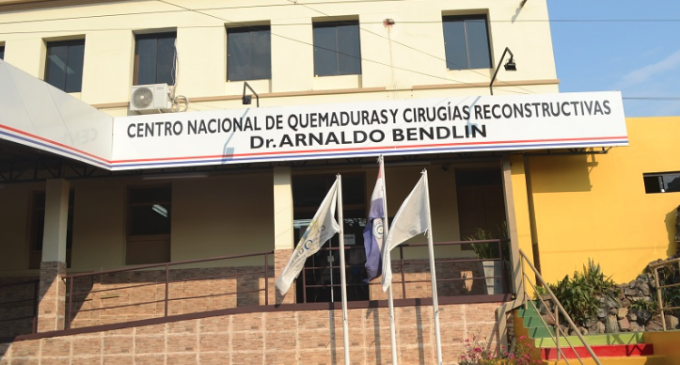 CENTRO NACIONAL DE QUEMADURAS Y CIRUGÍAS RECONSTRUCTIVAS
Dr. ARNALDO BENDLIN